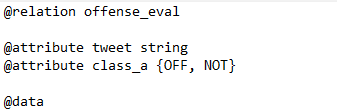 @relation offense_eval
@attribute tweet string
@attribute class_a {OFF, NOT}
@data